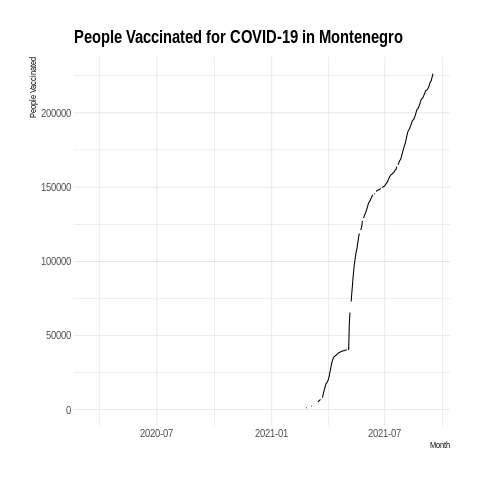 People Vaccinated for COVID-19 in Montenegro
People Vaccinated
200000
150000
100000
50000
0
2020-07 2021-01 2021-07
Month